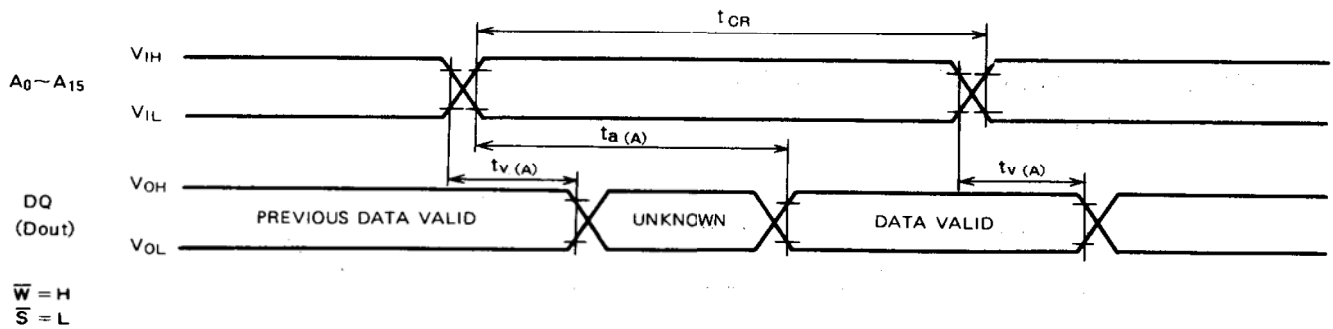 tCR
VIH
A0~A15
VIL
ta (A)
tv (A)
tv (A)
VOH
DQ
(Dout)
PREVIOUS DATA VALID
UNKNOWN
DATA VALID
VOL
W̅ = H
S̅ = L